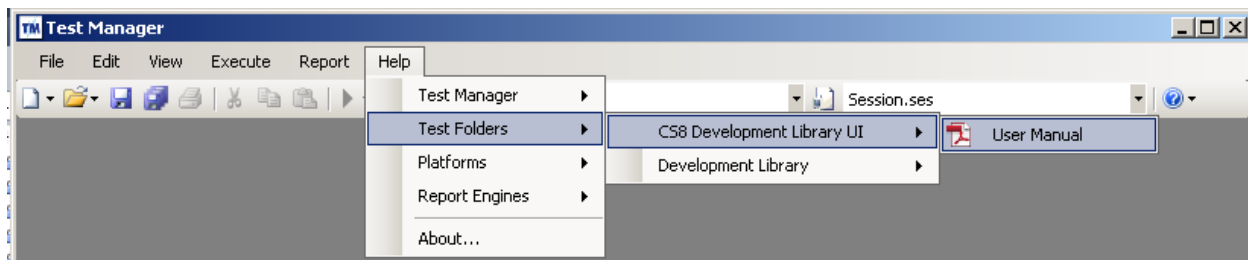 TM Test Manager
File Edit View Execute Report Help
Session.ses
Test Manager
Test Folders
Platforms
Report Engines
About...
CS8 Development Library UI
Development Library
User Manual